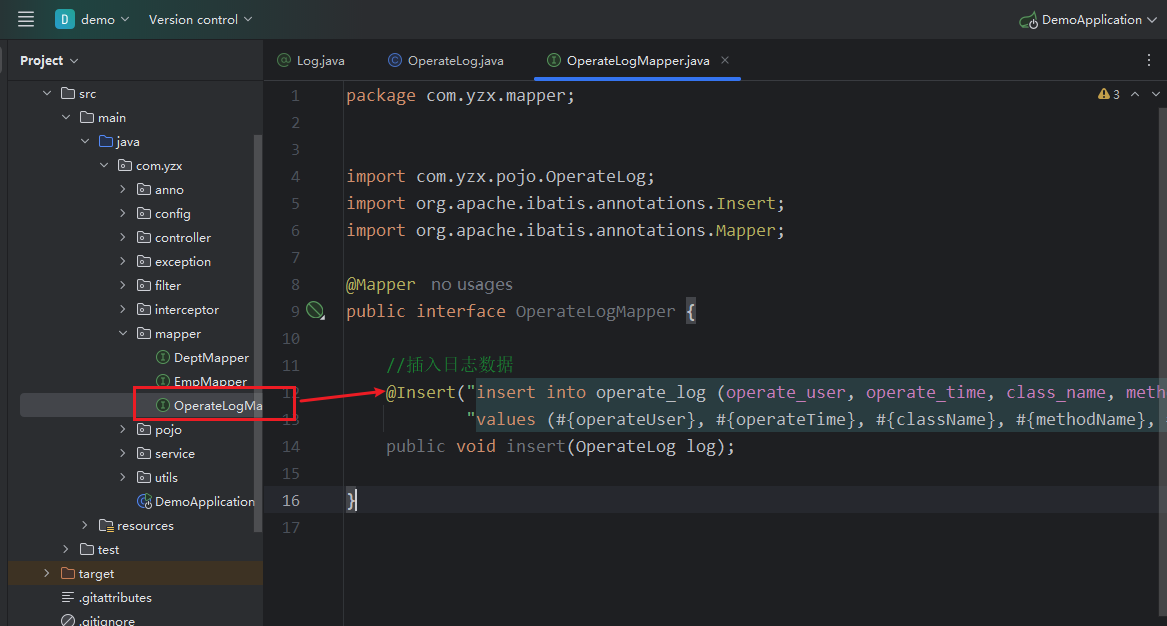 D demo Version control DemoApplication
Project
Log.java OperateLog.java OperateLogMapper.java
src
main
java
com.yzx
anno
config
controller
exception
filter
interceptor
mapper
DeptMapper
EmpMapper
OperateLogMa
pojo
service
utils
DemoApplication
resources
test
target
.gitattributes
.gitignore
3
1 package com.yzx.mapper;
2
3
4 import com.yzx.pojo.OperateLog;
5 import org.apache.ibatis.annotations.Insert;
6 import org.apache.ibatis.annotations.Mapper;
7
8 @Mapper no usages
9 public interface OperateLogMapper {
10
11 //插入日志数据
12 @Insert("insert into operate_log (operate_user, operate_time, class_name, meth
13 "values (#{operateUser}, #{operateTime}, #{className}, #{methodName},
14 public void insert(OperateLog log);
15
16 }
17